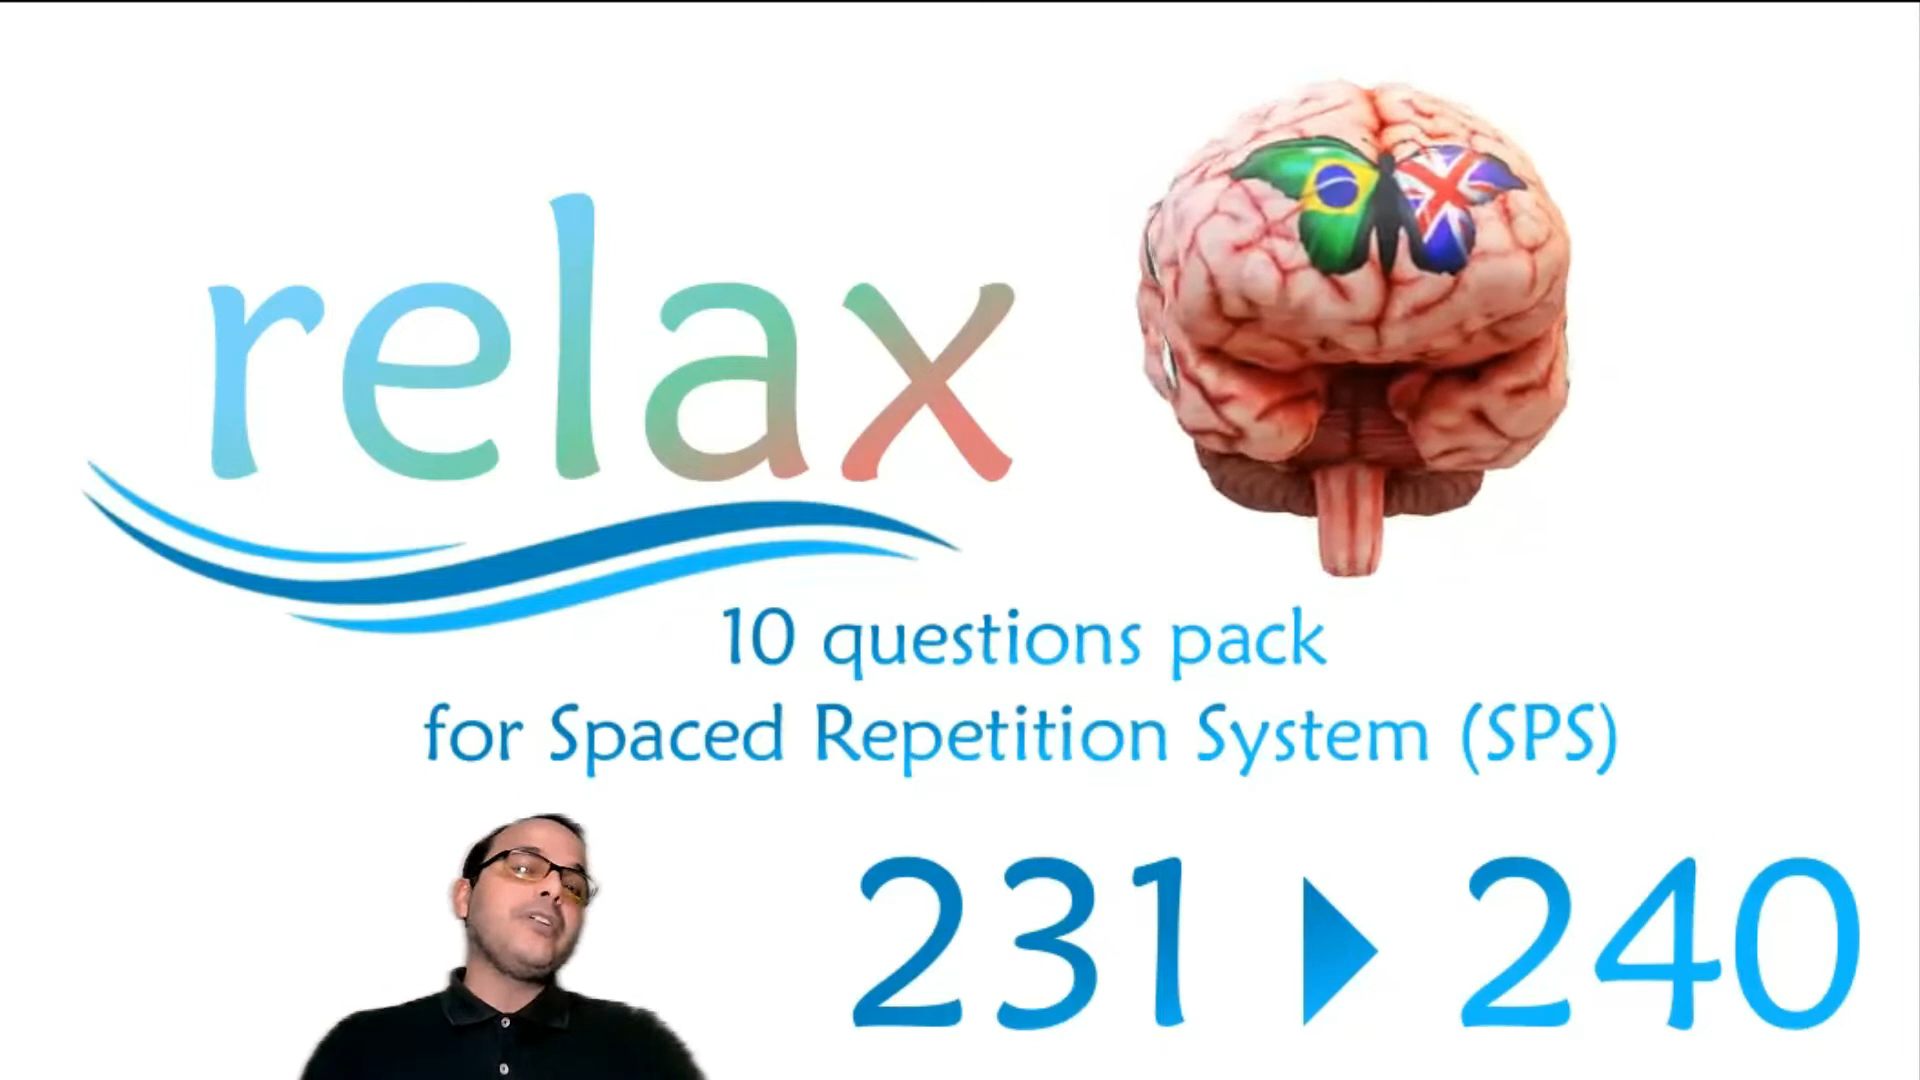 relax
10 questions pack
for Spaced Repetition System (SPS)
231 ▶ 240